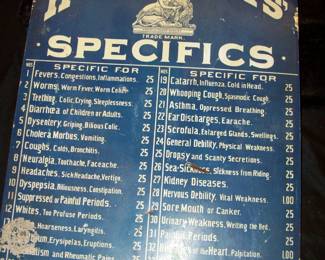 TRADE MARK.
· SPECIFICS ·
NOS SPECIFIC FOR
1 Fevers, Congestions, Inflammations. 25
2 Worms, Worm Fever, Worm Colic 25
3 Teething, Colic, Crying, Sleeplessness. 25
4 Diarrhea of Children or Adults. 25
5 Dysentery Griping, Bilious Colic. 25
6 Cholera Morbus, Vomiting. 25
7 Coughs, Colds, Bronchitis. 25
8 Neuralgia, Toothache, Faceache. 25
9 Headaches, Sick Headache, Vertigo. 25
10 Dyspepsia, Biliousness, Constipation. 25
11 Suppressed or Painful Periods. 25
12 Whites, Too Profuse Periods. 25
Hoarseness, Laryngitis. 25
Erysipelas, Eruptions. 25
and Rheumatic Pains
NOS SPECIFIC FOR
19 Catarrh, Influenza, Cold in Head. 25
20 Whooping Cough, Spasmodic Cough. 25
21 Asthma, Oppressed Breathing. 25
22 Ear Discharges, Earache. 25
23 Scrofula, Enlarged Glands, Swellings. 25
24 General Debility, Physical Weakness. 25
25 Dropsy and Scanty Secretions. 25
26 Sea-Sickness, Sickness from Riding. 25
27 Kidney Diseases. 25
28 Nervous Debility, Vital Weakness. 1.00
29 Sore Mouth or Canker. 25
30 Urinary Weakness, Wetting the Bed. 25
31 Painful Periods. 25
32 of the Heart, Palpitation. 1.00